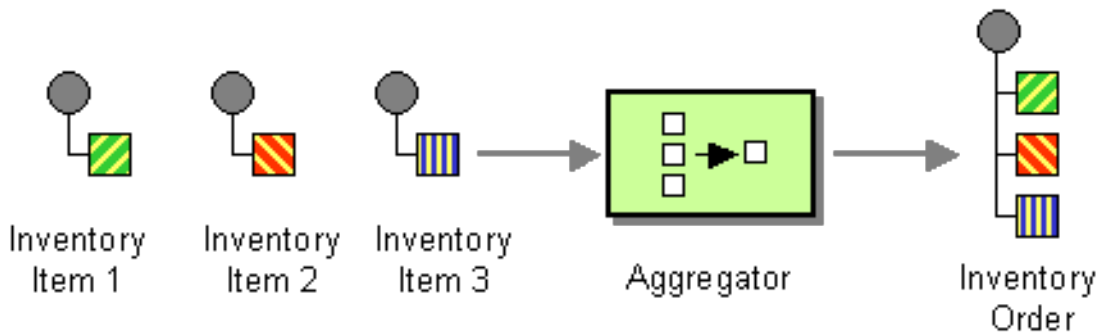 Inventory
Item 1
Inventory
Item 2
Inventory
Item 3
Aggregator
Inventory
Order